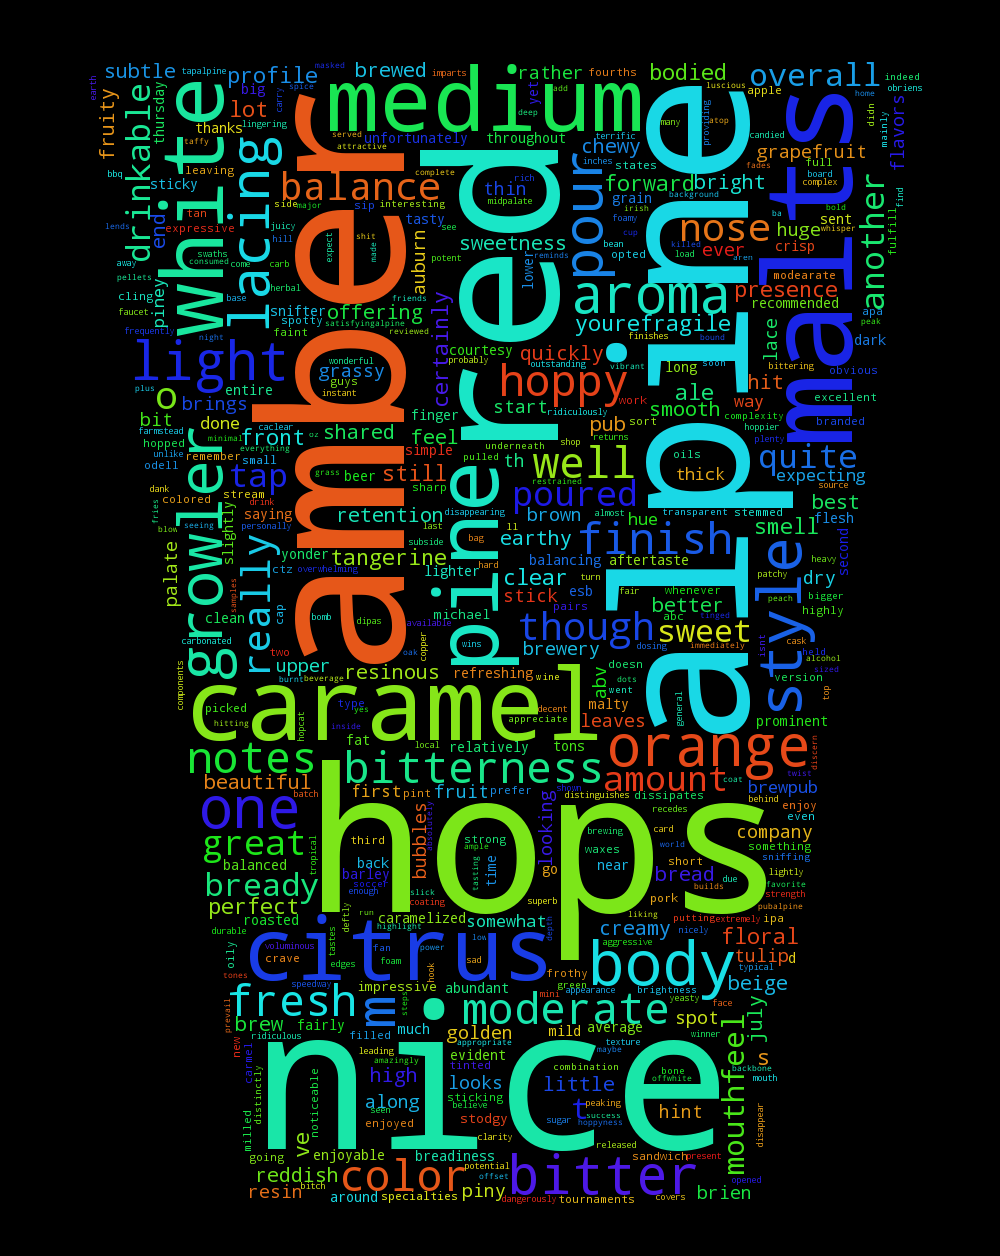 masked
subtle
tapalpine
profile
brewed
imparts
rather
fourths
bodied
overall
indeed
obriens
earth
spice
carry
big
medium
yet
add
deep
luscious
apple
home
fruity
thursday
white
lot
lingering
thanks
taffy
served
attractive
unfortunately
throughout
many
atop
providing
terrific
chewy
candied
grapefruit
didn
mainly
flavors
drinkable
leaving
lacing
complete
inches
states
fades
full
board
complex
bbq
sticky
balance
thin
rich
midpalate
pour
grain
forward
background
bright
malts
another
find
fulfill
lends
tan
expressive
side
major
sip
interesting
tasty
see
foamy
cup
nose
ba
bold
sent
whisper
end
piney
swaths
juicy
hill
expect
shit
made
auburn
potent
sweetness
lower
bean
opted
killed
load
ever
aren
huge
crisp
away
consumed
come
carb
pellets
base
herbal
friends
reminds
modearate
cling
snifter
offering
aroma
presence
recommended
faucet
spotty
satisfyingalpine
certainly
yourefragile
apa
peak
frequently
night
faint
reviewed
finishes
bound
lace
bittering
dark
light
wonderful
grassy
guys
instant
courtesy
probably
quickly
outstanding
vibrant
long
soon
obvious
plus
entire
hoppy
work
ale
hit
excellent
o
brings
bit
done
finger
start
ridiculously
smooth
way
complexity
branded
farmstead
minimal
caclear
oz
shared
feel
pub
sort
hoppier
plenty
hopped
unlike
remember
everything
front
simple
underneath
shop
returns
almost
quite
odell
small
growler
tap
grass
beer
still
th
pulled
well
restrained
oils
thick
expecting
source
dank
colored
stream
drink
sharp
poured
transparent
stemmed
best
fries
blow
seeing
saying
personally
retention
last
disappearing
ll
brown
hue
smell
flesh
slightly
really
yonder
tangerine
subside
bag
earthy
finish
second
palate
ctz
overwhelming
lighter
hard
balancing
turn
aftertaste
patchy
heavy
samples
cap
bomb
dipas
available
clear
esb
fair
whenever
style
dry
peach
bigger
clean
michael
stick
pairs
abc
better
tinged
highly
carbonated
two
oak
copper
wins
pine
though
sweet
isnt
cask
held
alcohol
upper
resinous
refreshing
wine
brewery
doesn
dosing
immediately
sized
components
burnt
beverage
caramel
decent
dots
went
abv
malty
general
version
top
picked
hitting
hopcat
type
yes
inside
appreciate
leaves
prominent
notes
fat
local
relatively
tons
orange
discern
beautiful
batch
bitterness
amount
coat
twist
brewpub
one
first
pint
fruit
prefer
shown
distinguishes
dissipates
behind
enjoy
even
great
tropical
third
bubbles
absolutely
hops
looking
recedes
brewing
card
world
company
something
sniffing
balanced
back
strong
ample
tasting
time
waxes
near
short
lightly
bready
barley
soccer
enough
slick
coating
go
bread
due
favorite
builds
strength
perfect
superb
pork
pubalpine
roasted
durable
deftly
run
caramelized
highlight
somewhat
depth
liking
putting
extremely
ipa
oily
voluminous
tastes
citrus
fan
power
low
creamy
nicely
floral
crave
edges
foam
hook
sad
aggressive
tulip
d
typical
tones
speedway
impressive
abundant
frothy
green
body
beige
fresh
m
steps
mini
appearance
brightness
yeasty
prevail
brew
fairly
moderate
face
spot
july
new
ridiculous
filled
much
golden
mild
average
winner
carmel
leading
amazingly
evident
appropriate
texture
maybe
backbone
s
distinctly
noticeable
tinted
combination
bone
offwhite
mouth
high
looks
little
nice
along
seen
sticking
believe
t
peaking
success
sugar
hoppyness
hint
mouthfeel
disappear
milled
enjoyed
stodgy
clarity
released
ve
going
enjoyable
breadiness
sandwich
present
reddish
potential
offset
opened
resin
bitch
color
around
specialties
piny
bitter
dangerously
tournaments
covers
brien
ampered
alpine